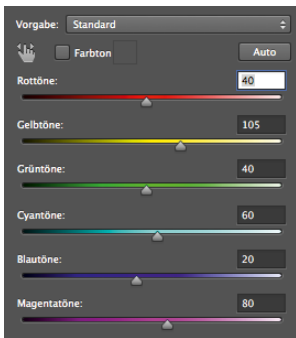 Vorgabe: Standard
Farbton Auto
Rottöne: 40
Gelbtöne: 105
Grüntöne: 40
Cyantöne: 60
Blautöne: 20
Magentatöne: 80